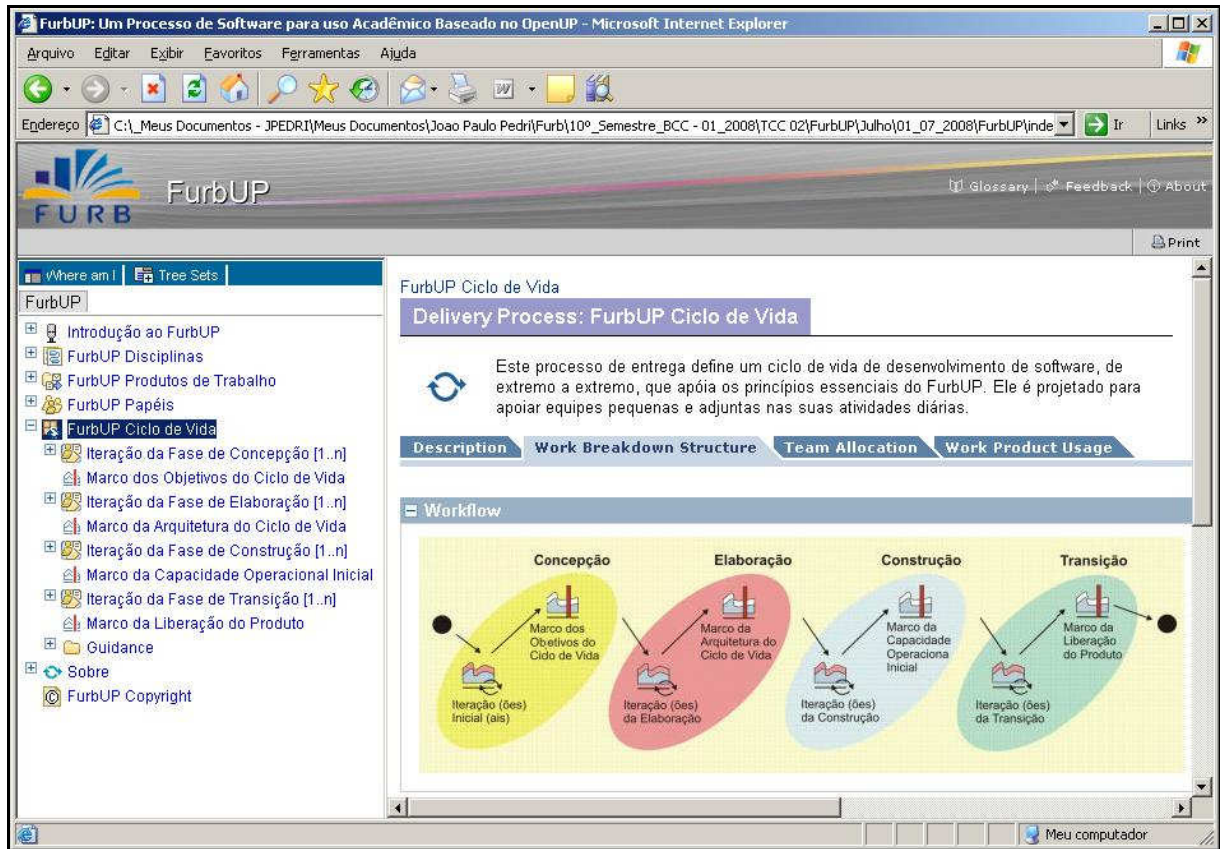 FurbUP: Um Processo de Software para uso Acadêmico Baseado no OpenUP - Microsoft Internet Explorer
Arquivo Editar Exibir Favoritos Ferramentas Ajuda
Endereço C:\_Meus Documentos - JPEDRI\Meus Documentos\Joao Paulo Pedri\Furb\10º_Semestre_BCC - 01_2008\TCC 02\FurbUP\Julho\01_07_2008\FurbUP\inde Ir Links »
FURB
FurbUP
Glossary | Feedback | About
Print
Where am I Tree Sets
FurbUP
Introdução ao FurbUP
FurbUP Disciplinas
FurbUP Produtos de Trabalho
FurbUP Papéis
FurbUP Ciclo de Vida
Iteração da Fase de Concepção [1..n]
Marco dos Objetivos do Ciclo de Vida
Iteração da Fase de Elaboração [1..n]
Marco da Arquitetura do Ciclo de Vida
Iteração da Fase de Construção [1..n]
Marco da Capacidade Operacional Inicial
Iteração da Fase de Transição [1..n]
Marco da Liberação do Produto
Guidance
Sobre
FurbUP Copyright
FurbUP Ciclo de Vida
Delivery Process: FurbUP Ciclo de Vida
Este processo de entrega define um ciclo de vida de desenvolvimento de software, de
extremo a extremo, que apóia os princípios essenciais do FurbUP. Ele é projetado para
apoiar equipes pequenas e adjuntas nas suas atividades diárias.
Description Work Breakdown Structure Team Allocation Work Product Usage
Workflow
Concepção Elaboração Construção Transição
Marco dos
Obetivos do
Ciclo de Vida
Iteração (ões)
Inicial (ais)
Marco da
Arquitetura do
Ciclo de Vida
Iteração (ões)
da Elaboração
Marco da
Capacidade
Operaciona
Inicial
Iteração (ões)
da Construção
Marco da
Liberação
do Produto
Iteração (ões)
da Transição
Meu computador